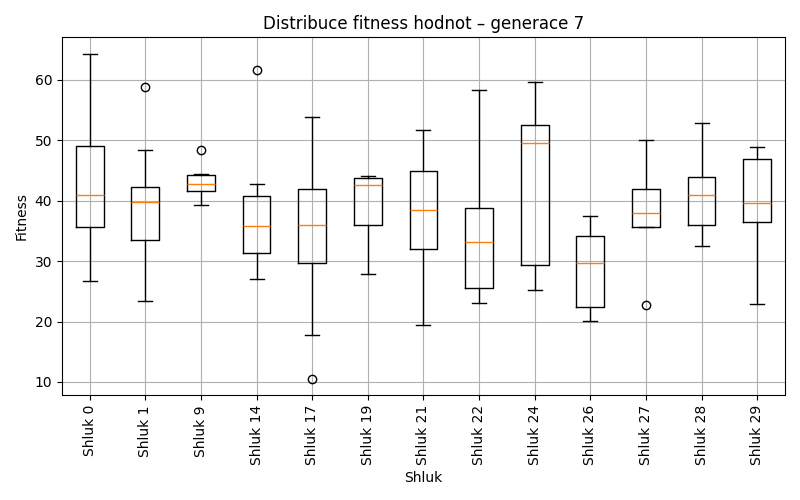 Distribuce fitness hodnot – generace 7
Fitness
60
50
40
30
20
10
Shluk 0
Shluk 1
Shluk 9
Shluk 14
Shluk 17
Shluk 19
Shluk 21
Shluk 22
Shluk 24
Shluk 26
Shluk 27
Shluk 28
Shluk 29
Shluk